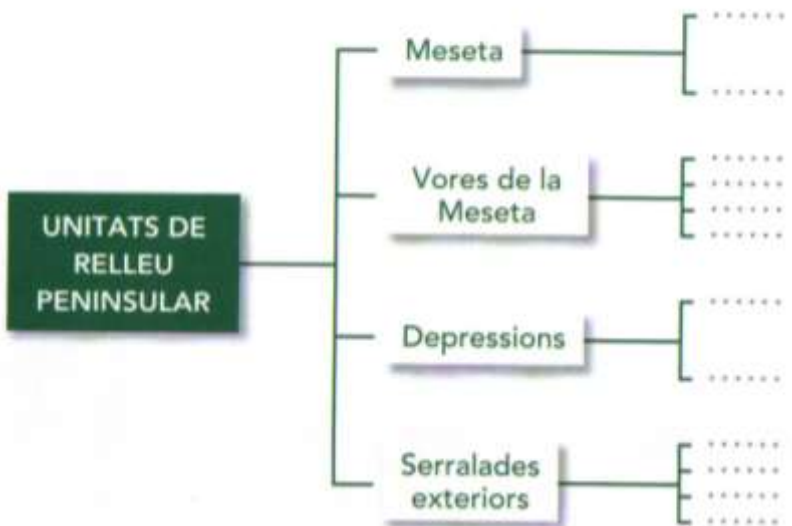 UNITATS DE
RELLEU
PENINSULAR
Meseta
Vores de la
Meseta
Depressions
Serralades
exteriors